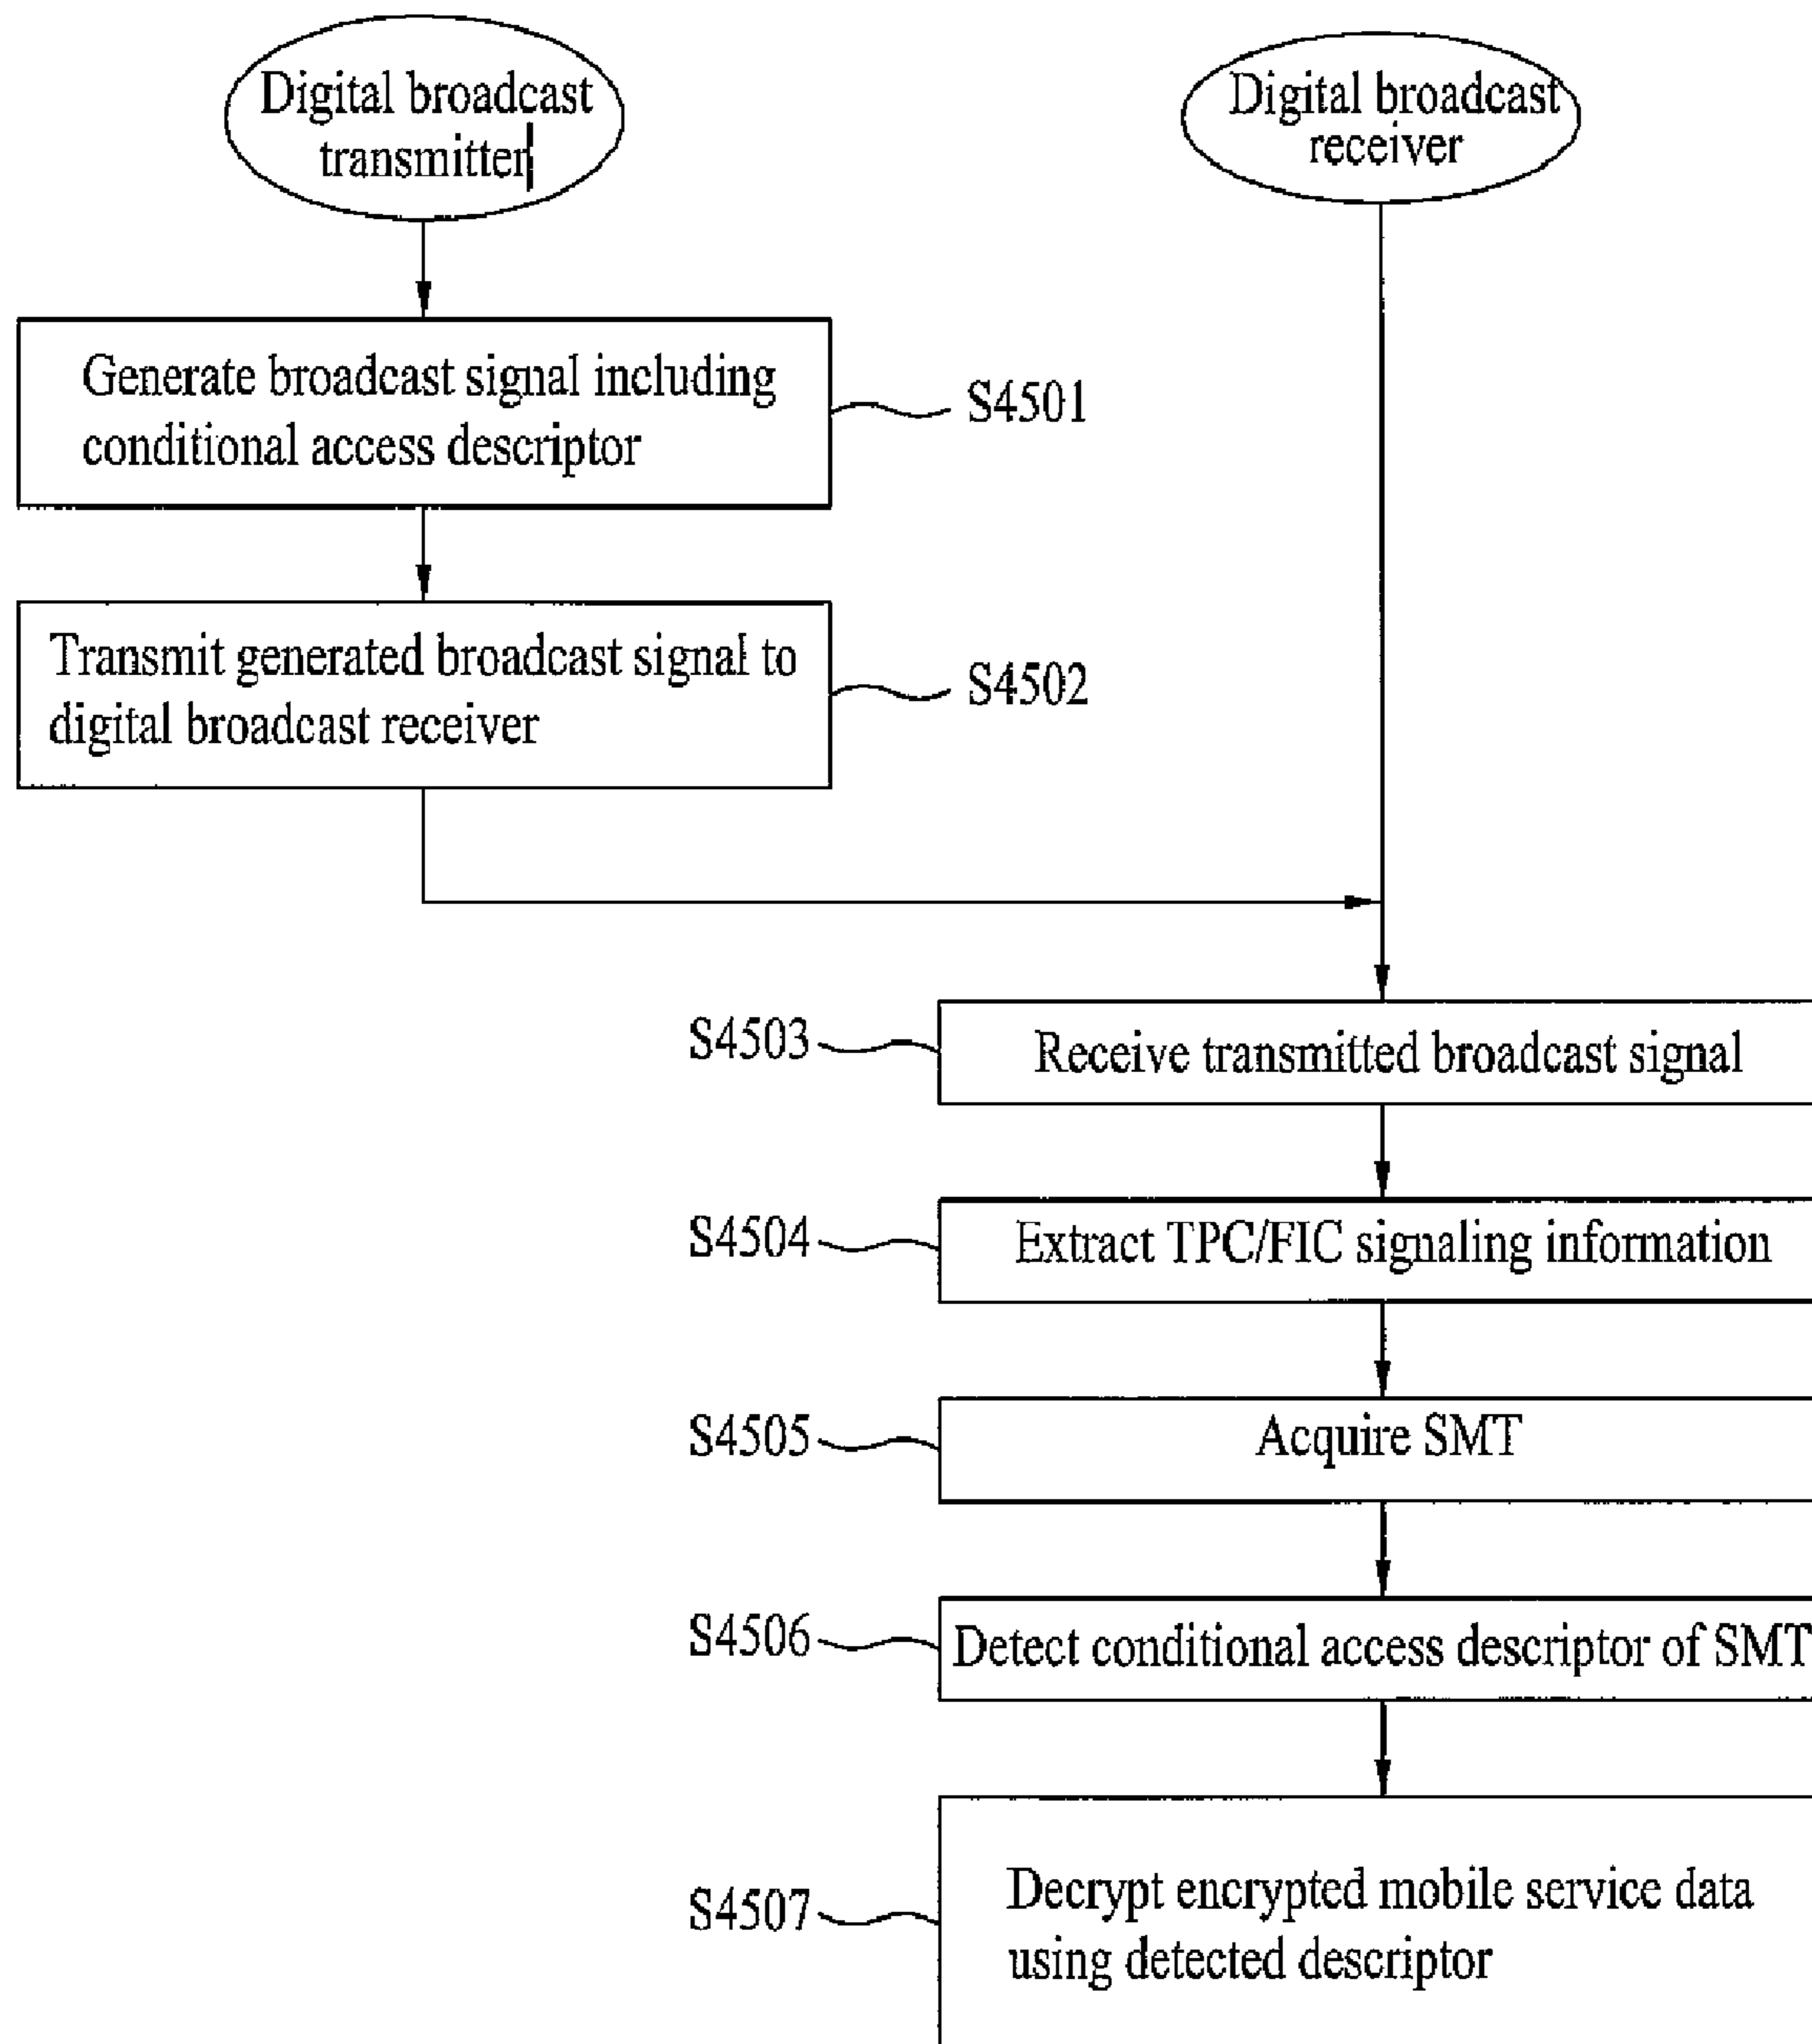 Digital broadcast
transmitter
Digital broadcast
receiver
Generate broadcast signal including
conditional access descriptor
S4501
Transmit generated broadcast signal to
digital broadcast receiver
S4502
S4503
Receive transmitted broadcast signal
S4504
Extract TPC/FIC signaling information
S4505
Acquire SMT
S4506
Detect conditional access descriptor of SMT
S4507
Decrypt encrypted mobile service data
using detected descriptor